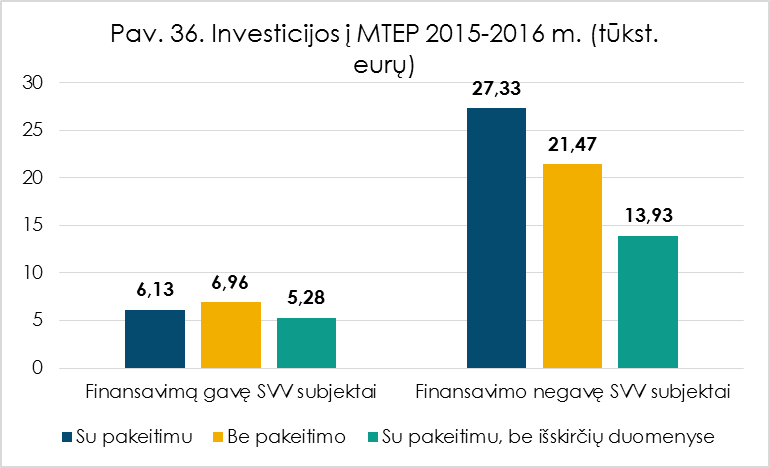 Pav. 36. Investicijos į MTEP 2015-2016 m. (tūkst.
eurų)
30
25
20
15
10
5
0
6,13
6,96
5,28
27,33
21,47
13,93
Finansavimą gavę SVV subjektai
Finansavimo negavę SVV subjektai
Su pakeitimu
Be pakeitimo
Su pakeitimu, be išskirčių duomenyse